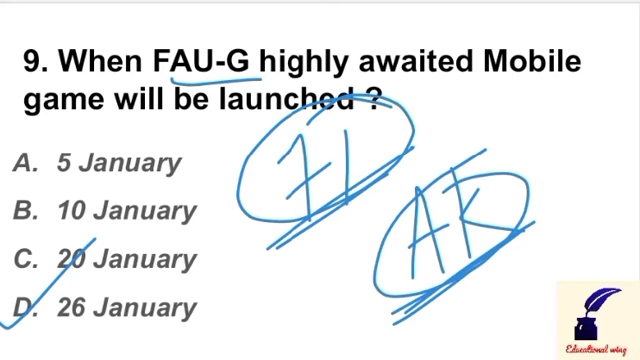 9. When FAU-G highly awaited Mobile
game will be launched ?
A. 5 January
B. 10 January
C. 20 January
D. 26 January
AK
Educational wing